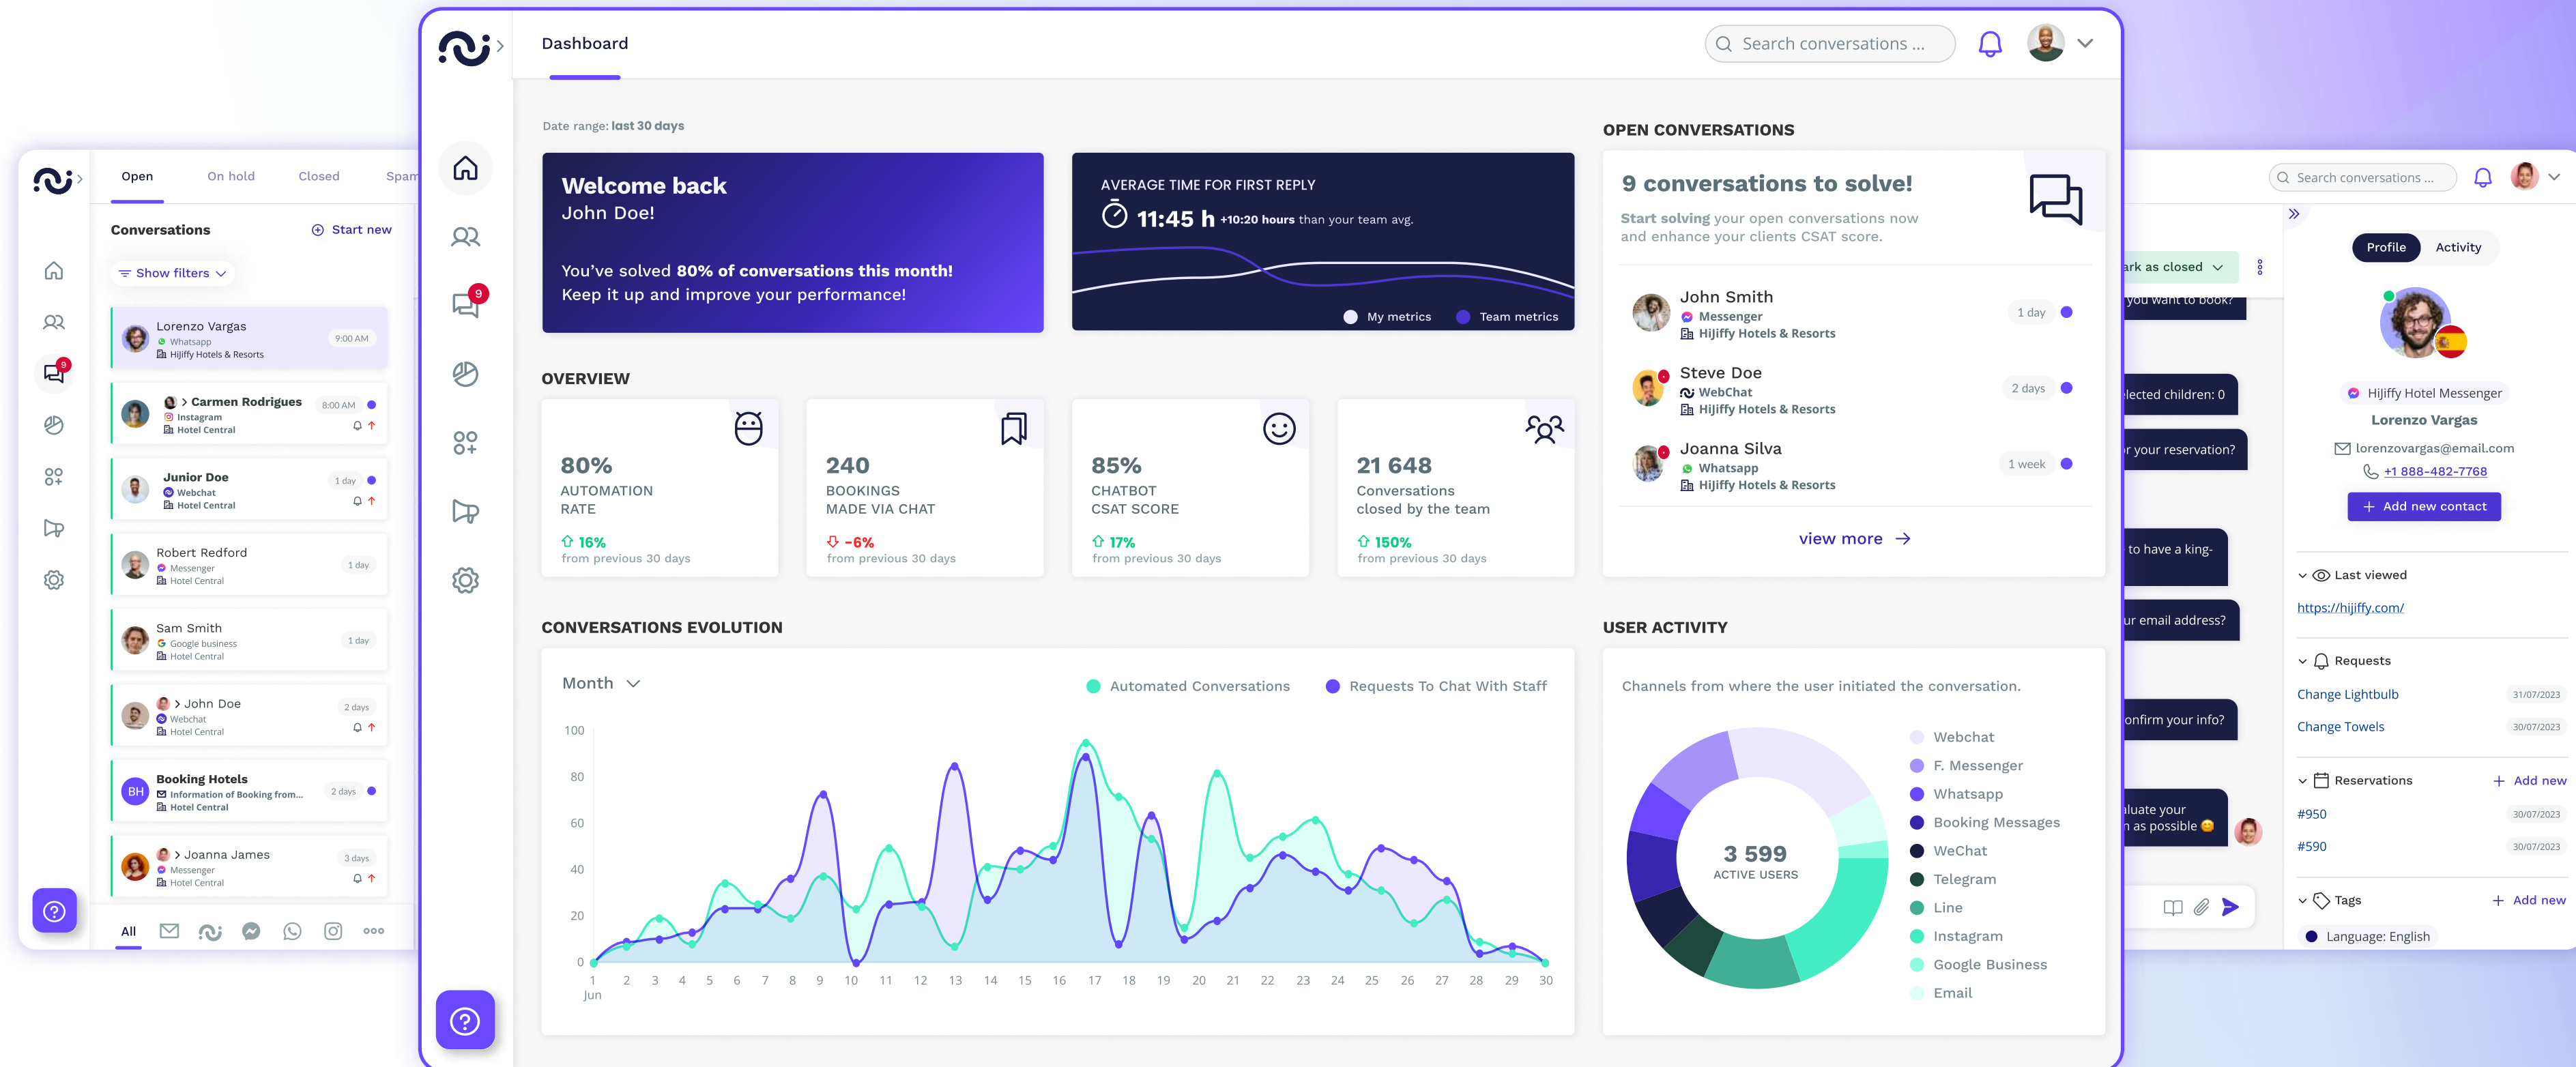 Open
On hold
Closed
Spam
Conversations
Start new
Show filters
Lorenzo Vargas
Whatsapp
HiJiffy Hotels & Resorts
9:00 AM
9
> Carmen Rodrigues
Instagram
Hotel Central
8:00 AM
Junior Doe
Webchat
Hotel Central
1 day
Robert Redford
Messenger
Hotel Central
1 day
Sam Smith
Google business
Hotel Central
1 day
> John Doe
Webchat
Hotel Central
2 days
BH
Booking Hotels
Information of Booking from...
Hotel Central
2 days
> Joanna James
Messenger
Hotel Central
3 days
All
Dashboard
Search conversations ...
9
Date range: last 30 days
Welcome back
John Doe!
You've solved 80% of conversations this month!
Keep it up and improve your performance!
AVERAGE TIME FOR FIRST REPLY
11:45 h +10:20 hours than your team avg.
My metrics
Team metrics
OVERVIEW
80%
AUTOMATION
RATE
16%
from previous 30 days
240
BOOKINGS
MADE VIA CHAT
-6%
from previous 30 days
85%
CHATBOT
CSAT SCORE
17%
from previous 30 days
21 648
Conversations
closed by the team
150%
from previous 30 days
OPEN CONVERSATIONS
9 conversations to solve!
Start solving your open conversations now
and enhance your clients CSAT score.
John Smith
Messenger
HiJiffy Hotels & Resorts
1 day
Steve Doe
WebChat
HiJiffy Hotels & Resorts
2 days
Joanna Silva
Whatsapp
HiJiffy Hotels & Resorts
1 week
view more
CONVERSATIONS EVOLUTION
Month
Automated Conversations
Requests To Chat With Staff
100
80
60
40
20
0
1 2 3 4 5 6 7 8 9 10 11 12 13 14 15 16 17 18 19 20 21 22 23 24 25 26 27 28 29 30
Jun
USER ACTIVITY
Channels from where the user initiated the conversation.
3 599
ACTIVE USERS
Webchat
F. Messenger
Whatsapp
Booking Messages
WeChat
Telegram
Line
Instagram
Google Business
Email
Search conversations ...
ark as closed
you want to book?
lected children: 0
r your reservation?
to have a king-
ur email address?
onfirm your info?
aluate your
n as possible 😊
Profile
Activity
HiJiffy Hotel Messenger
Lorenzo Vargas
lorenzovargas@email.com
+1 888-482-7768
+ Add new contact
Last viewed
https://hijiffy.com/
Requests
Change Lightbulb
31/07/2023
Change Towels
30/07/2023
Reservations
+ Add new
#950
30/07/2023
#590
30/07/2023
Tags
+ Add new
Language: English